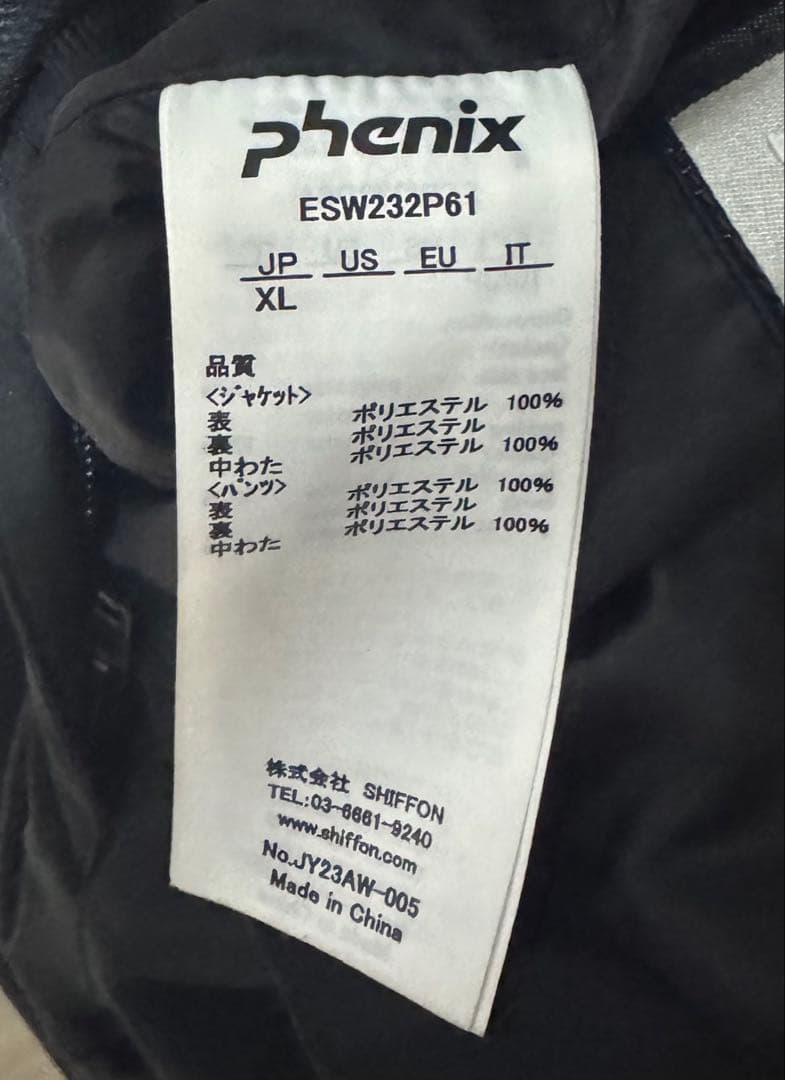 phenix
ESW232P61
JP US EU IT
XL
品質
<ジャケット>
表 ポリエステル 100%
裏 ポリエステル
中わた ポリエステル 100%
<パンツ>
表 ポリエステル 100%
裏 ポリエステル
中わた ポリエステル 100%
株式会社 SHIFFON
TEL:03-6661-9240
www.shiffon.com
No.JY23AW-005
Made in China